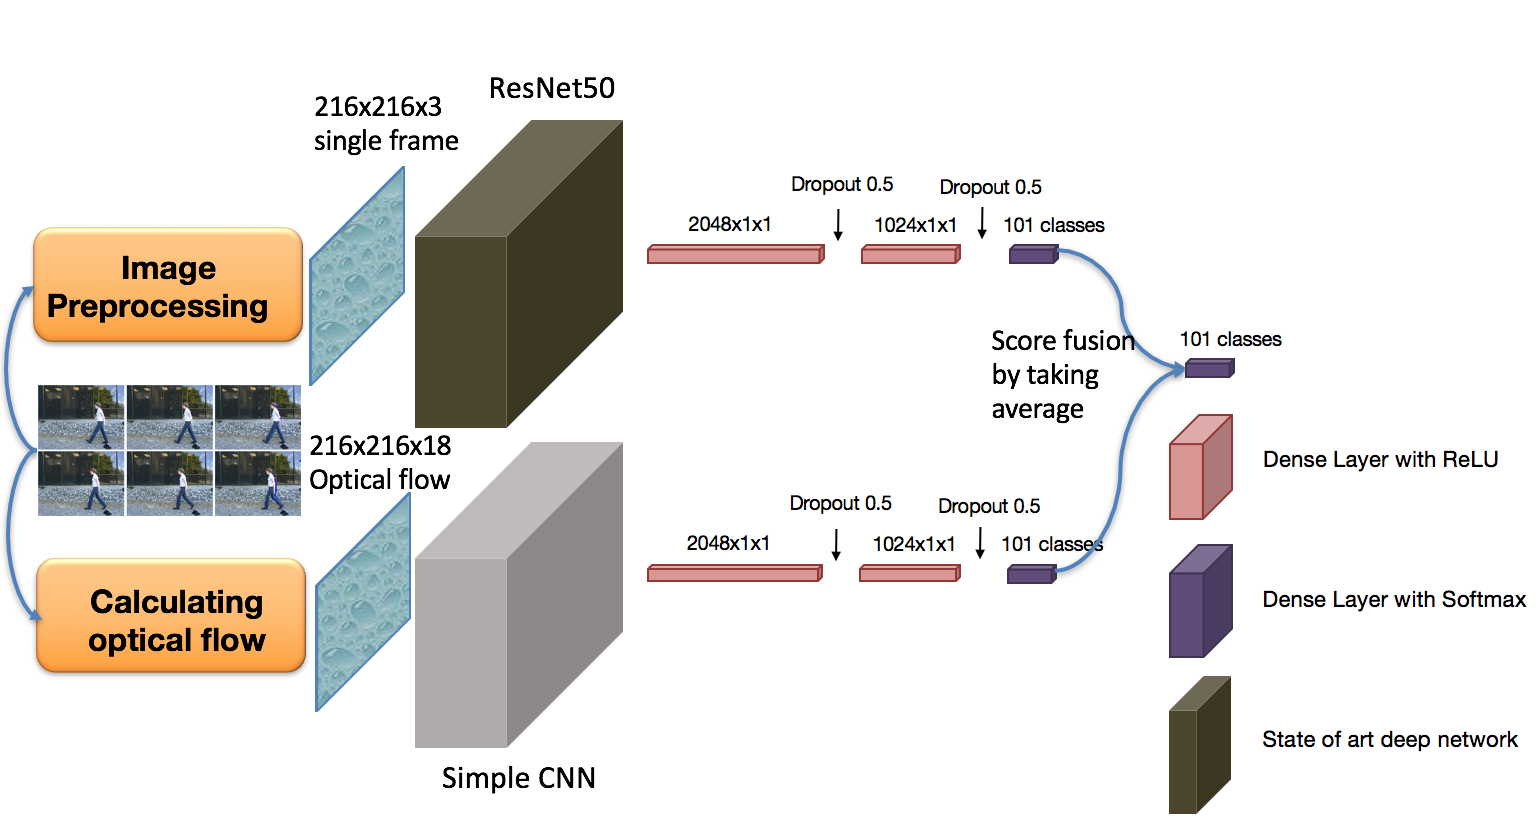 ResNet50
216x216x3
single frame
Dropout 0.5
Dropout 0.5
2048x1x1
1024x1x1
101 classes
Image
Preprocessing
Score fusion
by taking
average
101 classes
216x216x18
Optical flow
Dense Layer with ReLU
Dropout 0.5
Dropout 0.5
2048x1x1
1024x1x1
101 classes
Calculating
optical flow
Dense Layer with Softmax
Simple CNN
State of art deep network